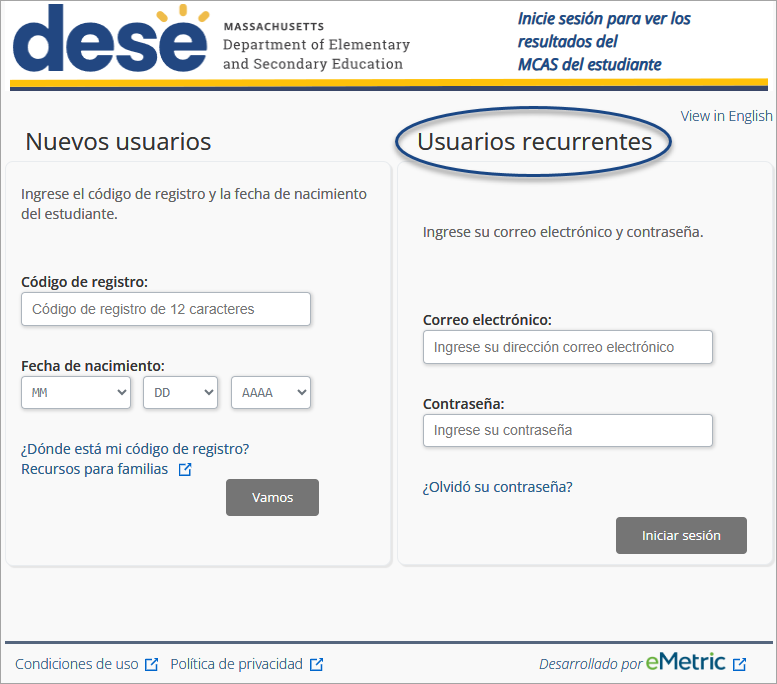 dese
MASSACHUSETTS
Department of Elementary
and Secondary Education
Inicie sesión para ver los
resultados del
MCAS del estudiante
View in English
Nuevos usuarios
Ingrese el código de registro y la fecha de nacimiento
del estudiante.
Código de registro:
Código de registro de 12 caracteres
Fecha de nacimiento:
MM DD AAAA
¿Dónde está mi código de registro?
Recursos para familias
Vamos
Usuarios recurrentes
Ingrese su correo electrónico y contraseña.
Correo electrónico:
Ingrese su dirección correo electrónico
Contraseña:
Ingrese su contraseña
¿Olvidó su contraseña?
Iniciar sesión
Condiciones de uso Política de privacidad Desarrollado por eMetric